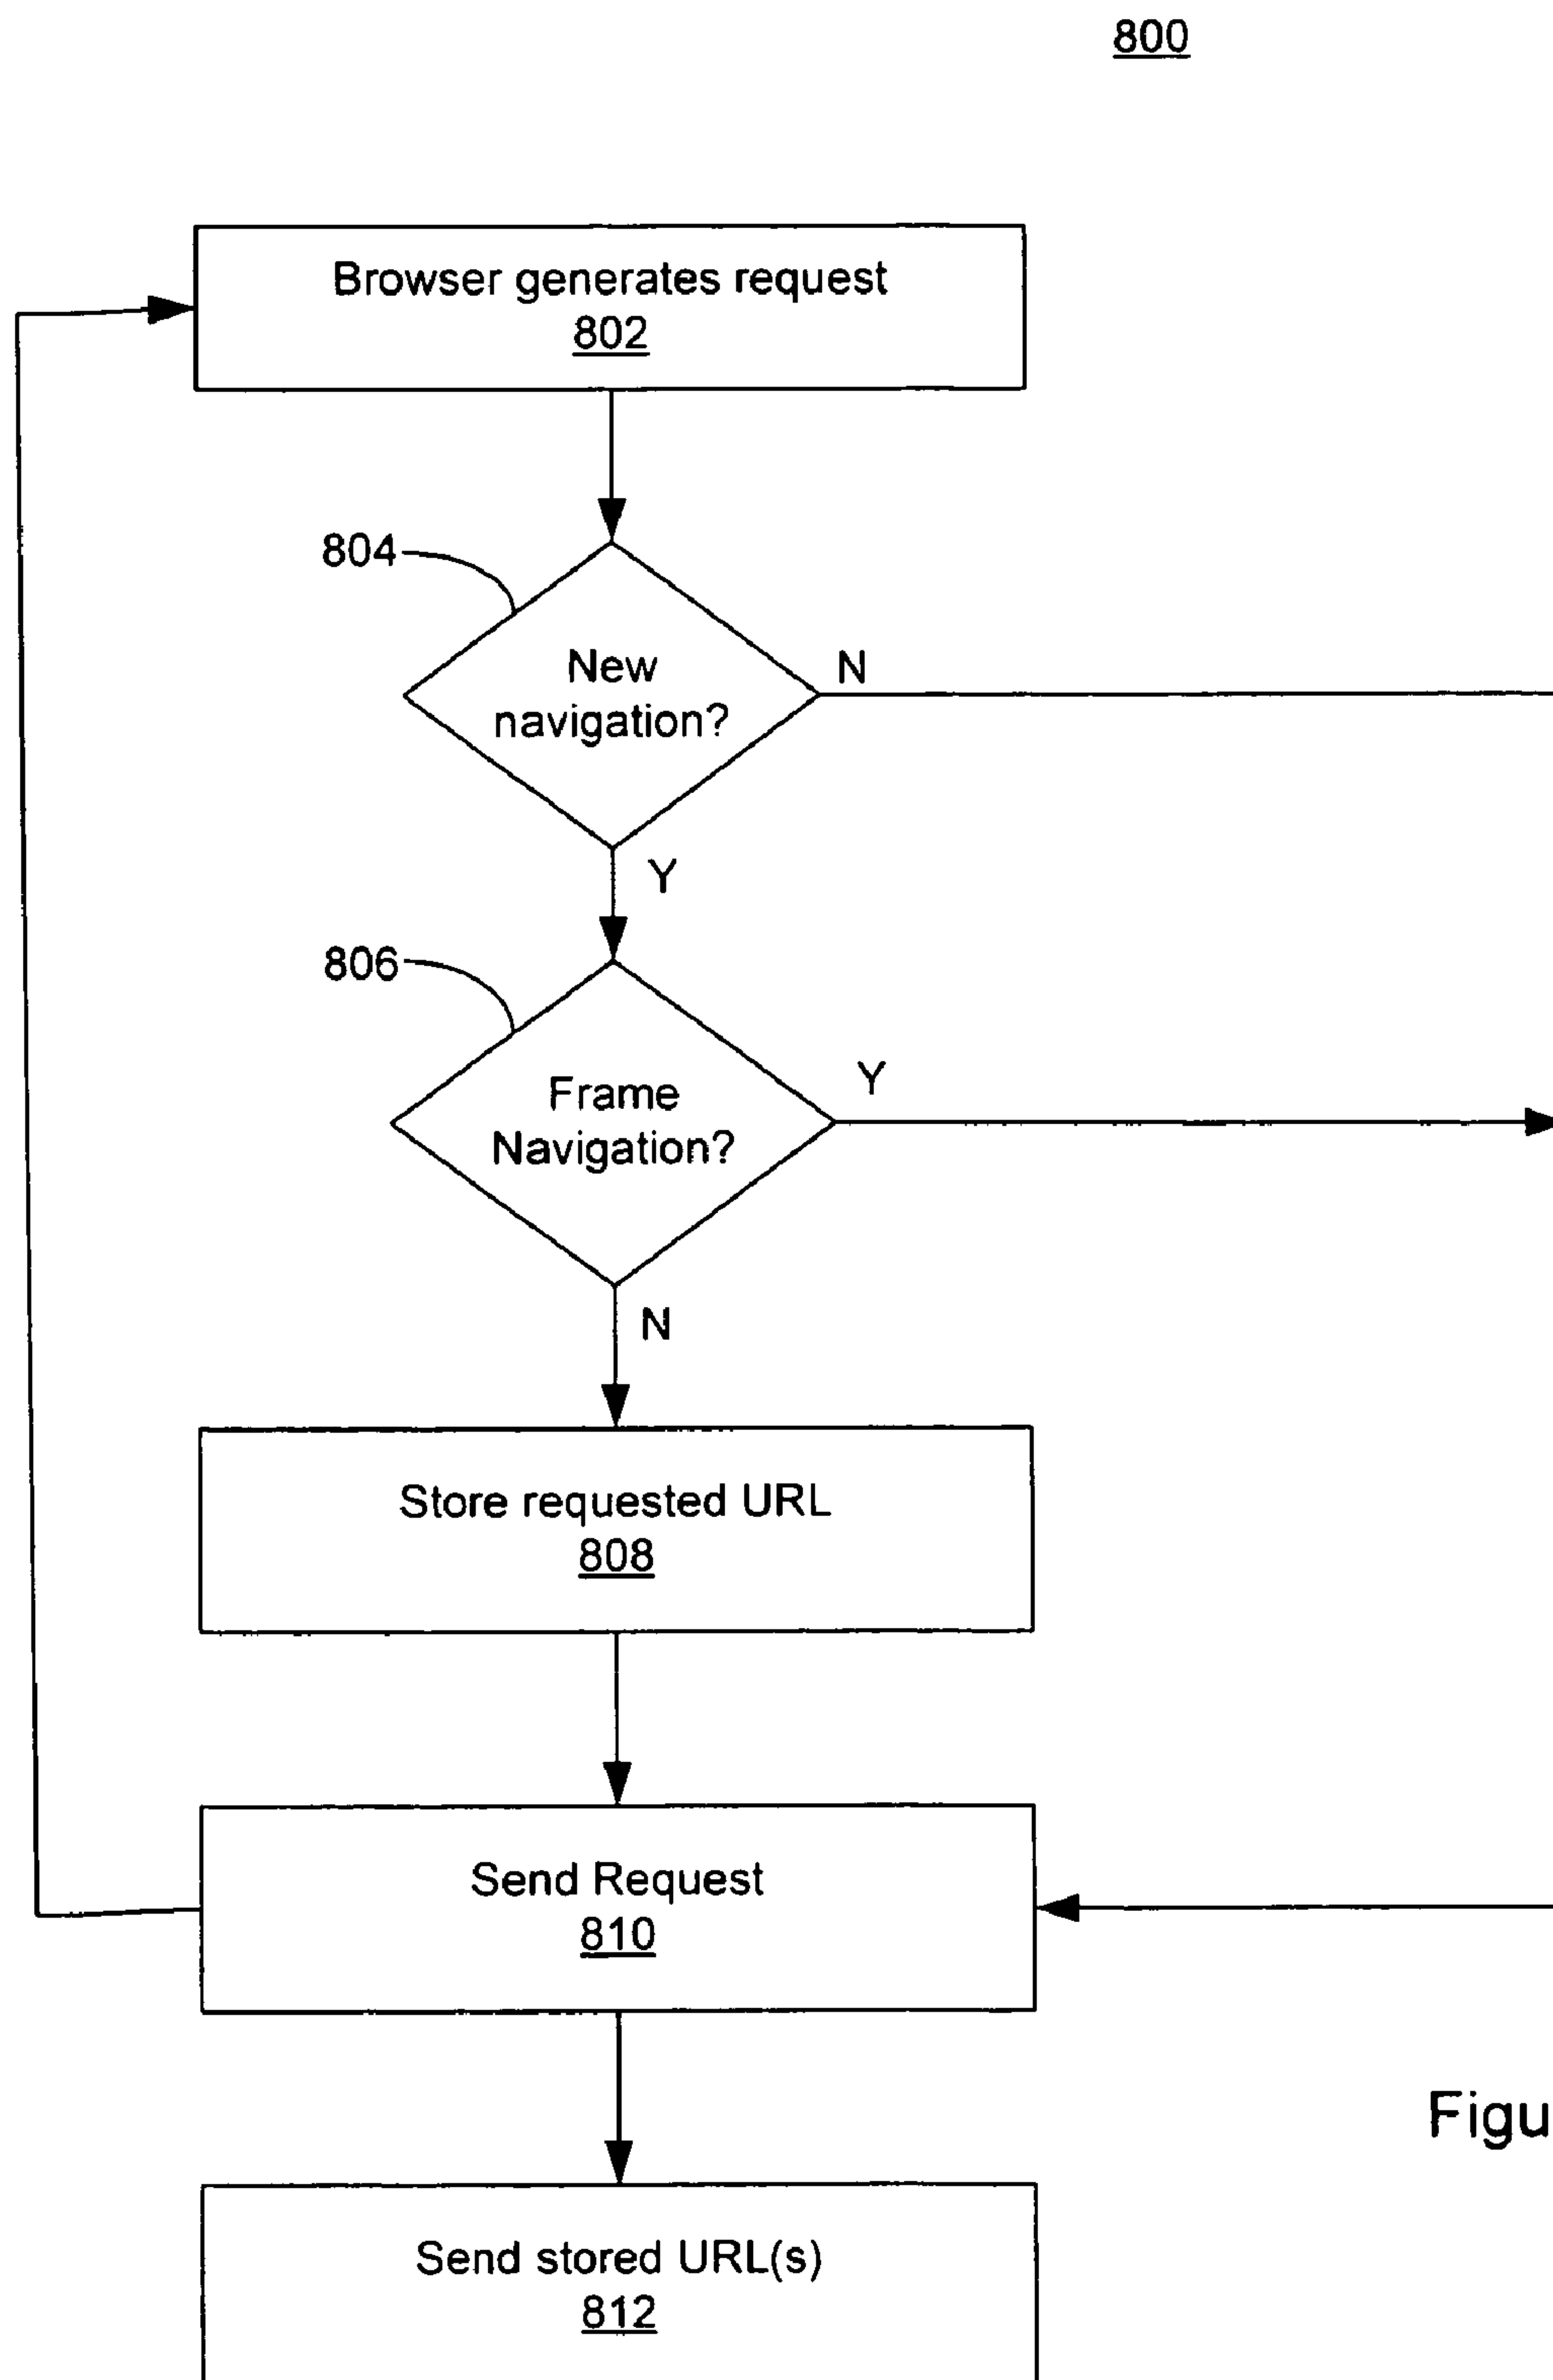 800
Browser generates request
802
804
New
navigation?
N
Y
806
Frame
Navigation?
Y
N
Store requested URL
808
Send Request
810
Figu
Send stored URL(s)
812